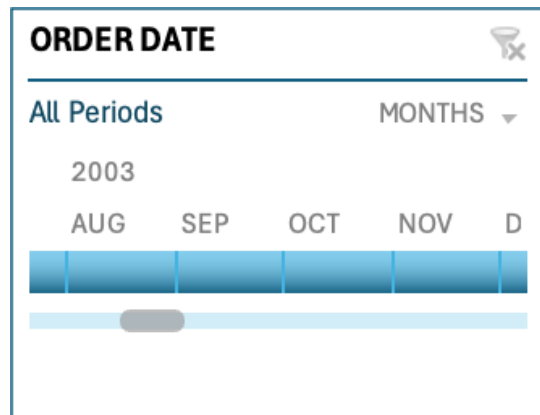 ORDER DATE
All Periods MONTHS
2003
AUG SEP OCT NOV D